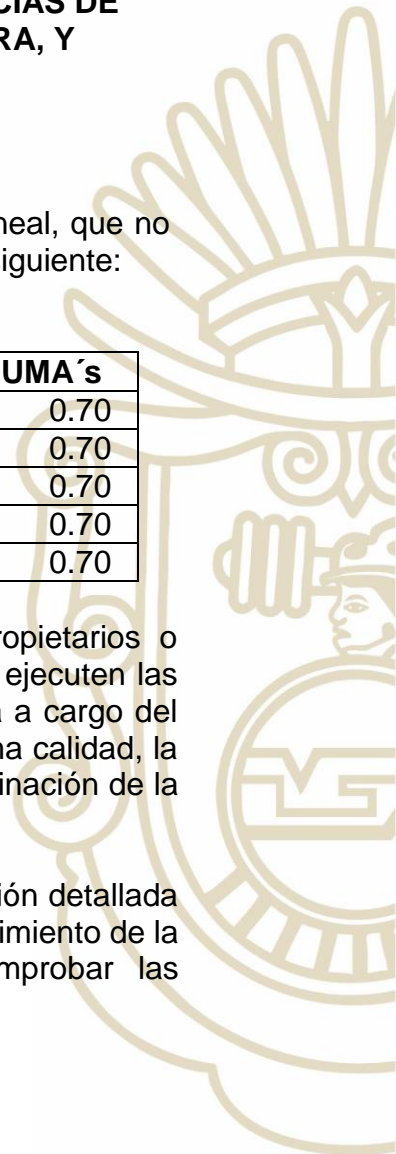 CIAS DE
RA, Y
neal, que no
siguiente:
UMA´s
0.70
0.70
0.70
0.70
0.70
ropietarios o
ejecuten las
a cargo del
na calidad, la
inación de la
ión detallada
imiento de la
mprobar las